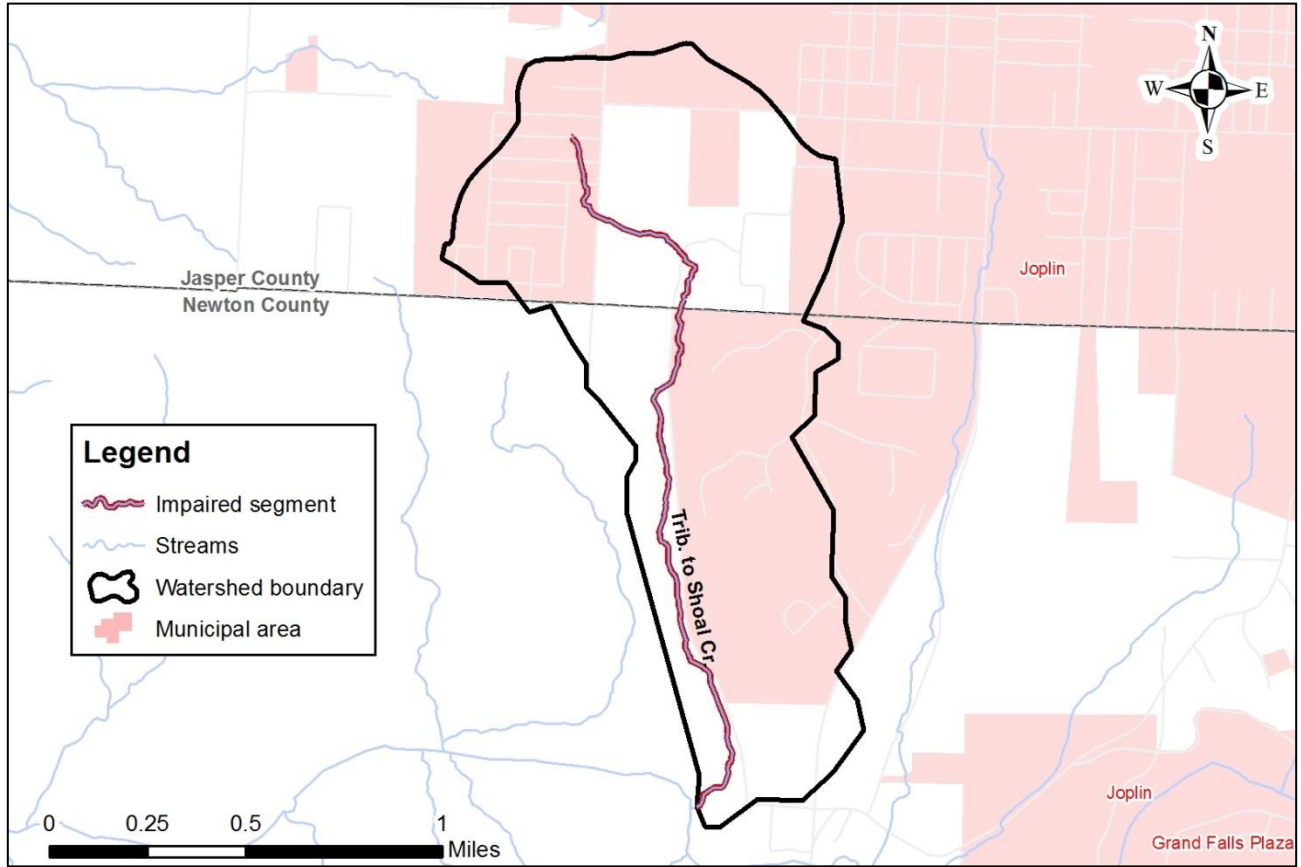 N
W E
S
Jasper County
Newton County
Joplin
Legend
Impaired segment
Streams
Watershed boundary
Municipal area
Trib. to Shoal Cr
Joplin
0 0.25 0.5 1
Miles
Grand Falls Plaza